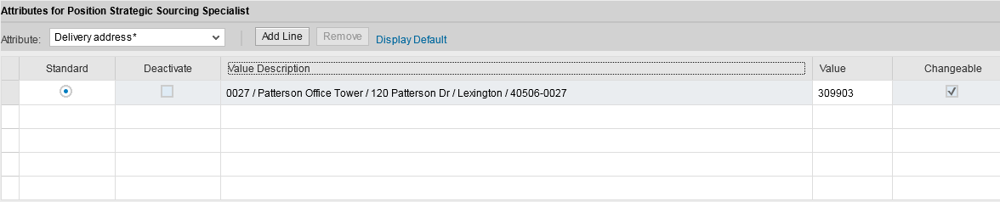 Attributes for Position Strategic Sourcing Specialist
Attribute: Delivery address* Add Line Remove Display Default
Standard Deactivate Value Description Value Changeable
0027 / Patterson Office Tower / 120 Patterson Dr / Lexington / 40506-0027 309903